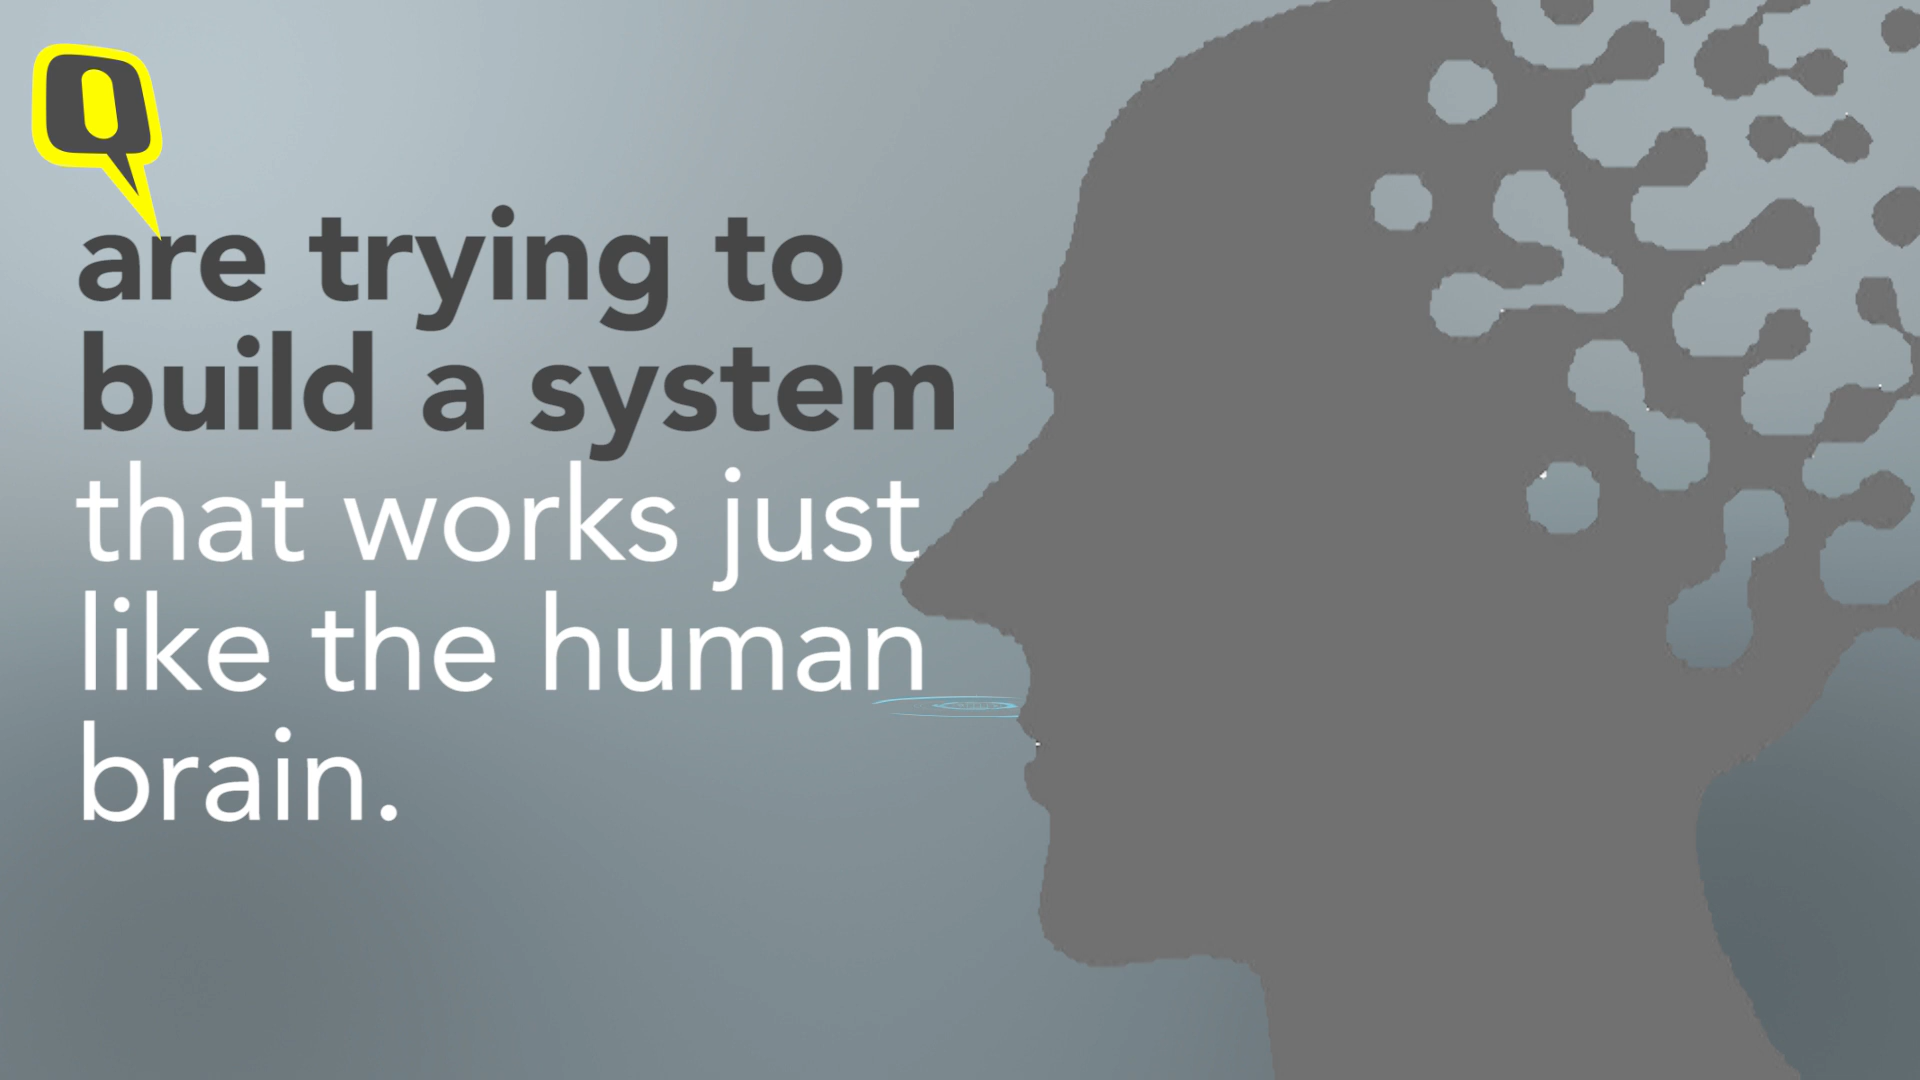 Q
are trying to
build a system
that works just
like the human
brain.